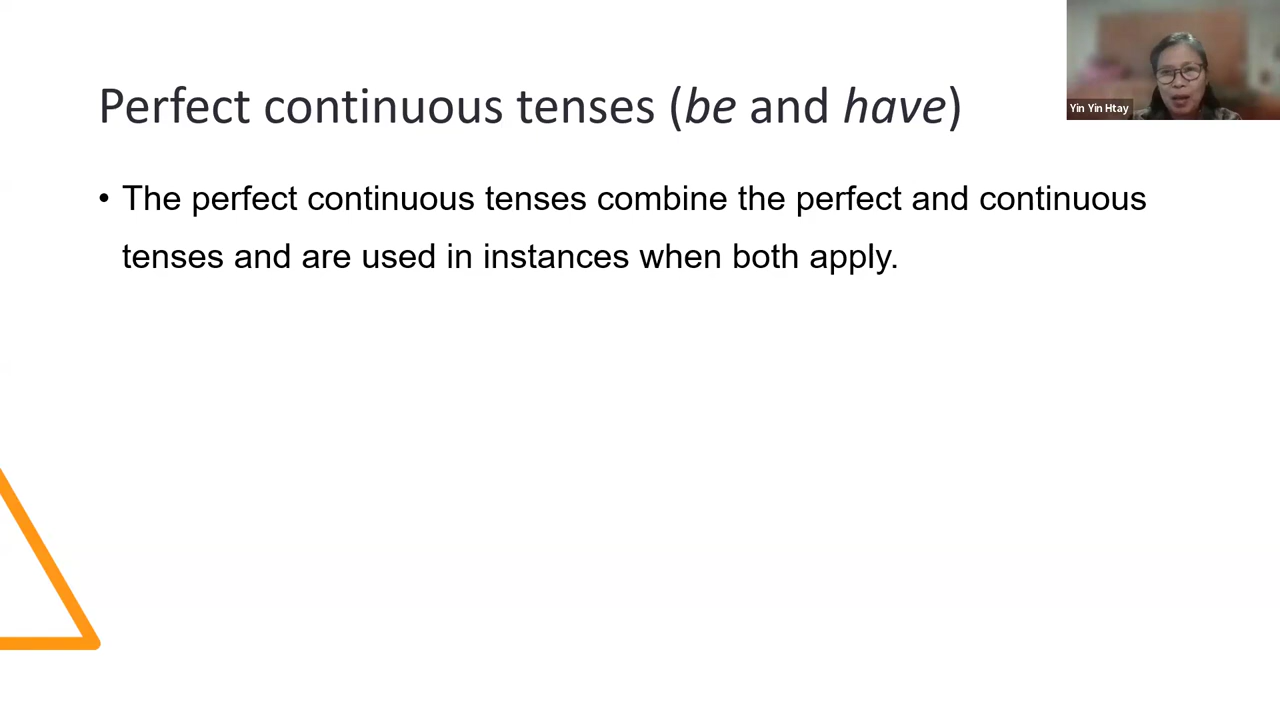 Perfect continuous tenses (be and have)
• The perfect continuous tenses combine the perfect and continuous
tenses and are used in instances when both apply.
Yin Yin Htay